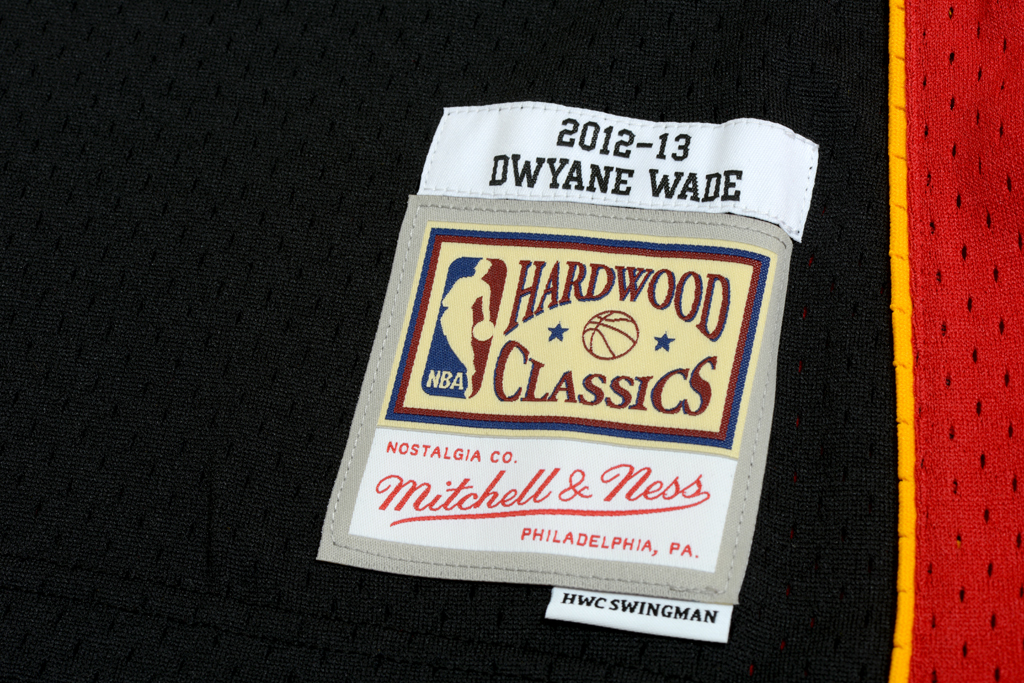 2012-13
DWYANE WADE
HARDWOOD
CLASSICS
NBA
NOSTALGIA CO.
Mitchell & Ness
PHILADELPHIA, PA.
HWC SWINGMAN